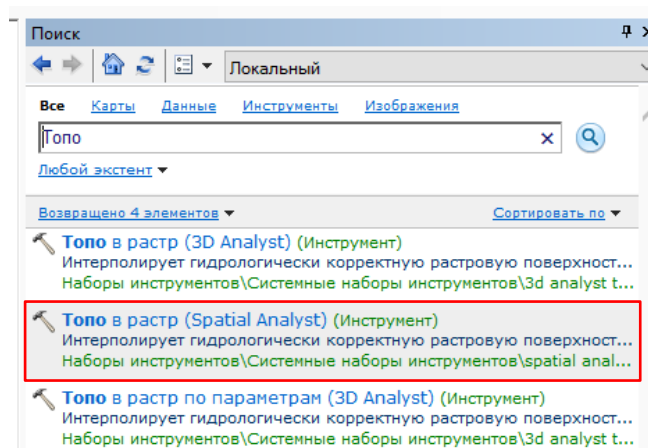 Поиск
Локальный
Все Карты Данные Инструменты Изображения
Топо
Любой экстент
Возвращено 4 элементов Сортировать по
Топо в растр (3D Analyst) (Инструмент)
Интерполирует гидрологически корректную растровую поверхност...
Наборы инструментов\Системные наборы инструментов\3d analyst t...
Топо в растр (Spatial Analyst) (Инструмент)
Интерполирует гидрологически корректную растровую поверхност...
Наборы инструментов\Системные наборы инструментов\spatial anal...
Топо в растр по параметрам (3D Analyst) (Инструмент)
Интерполирует гидрологически корректную растровую поверхност...
Наборы инструментов\Системные наборы инструментов\3d analyst t...